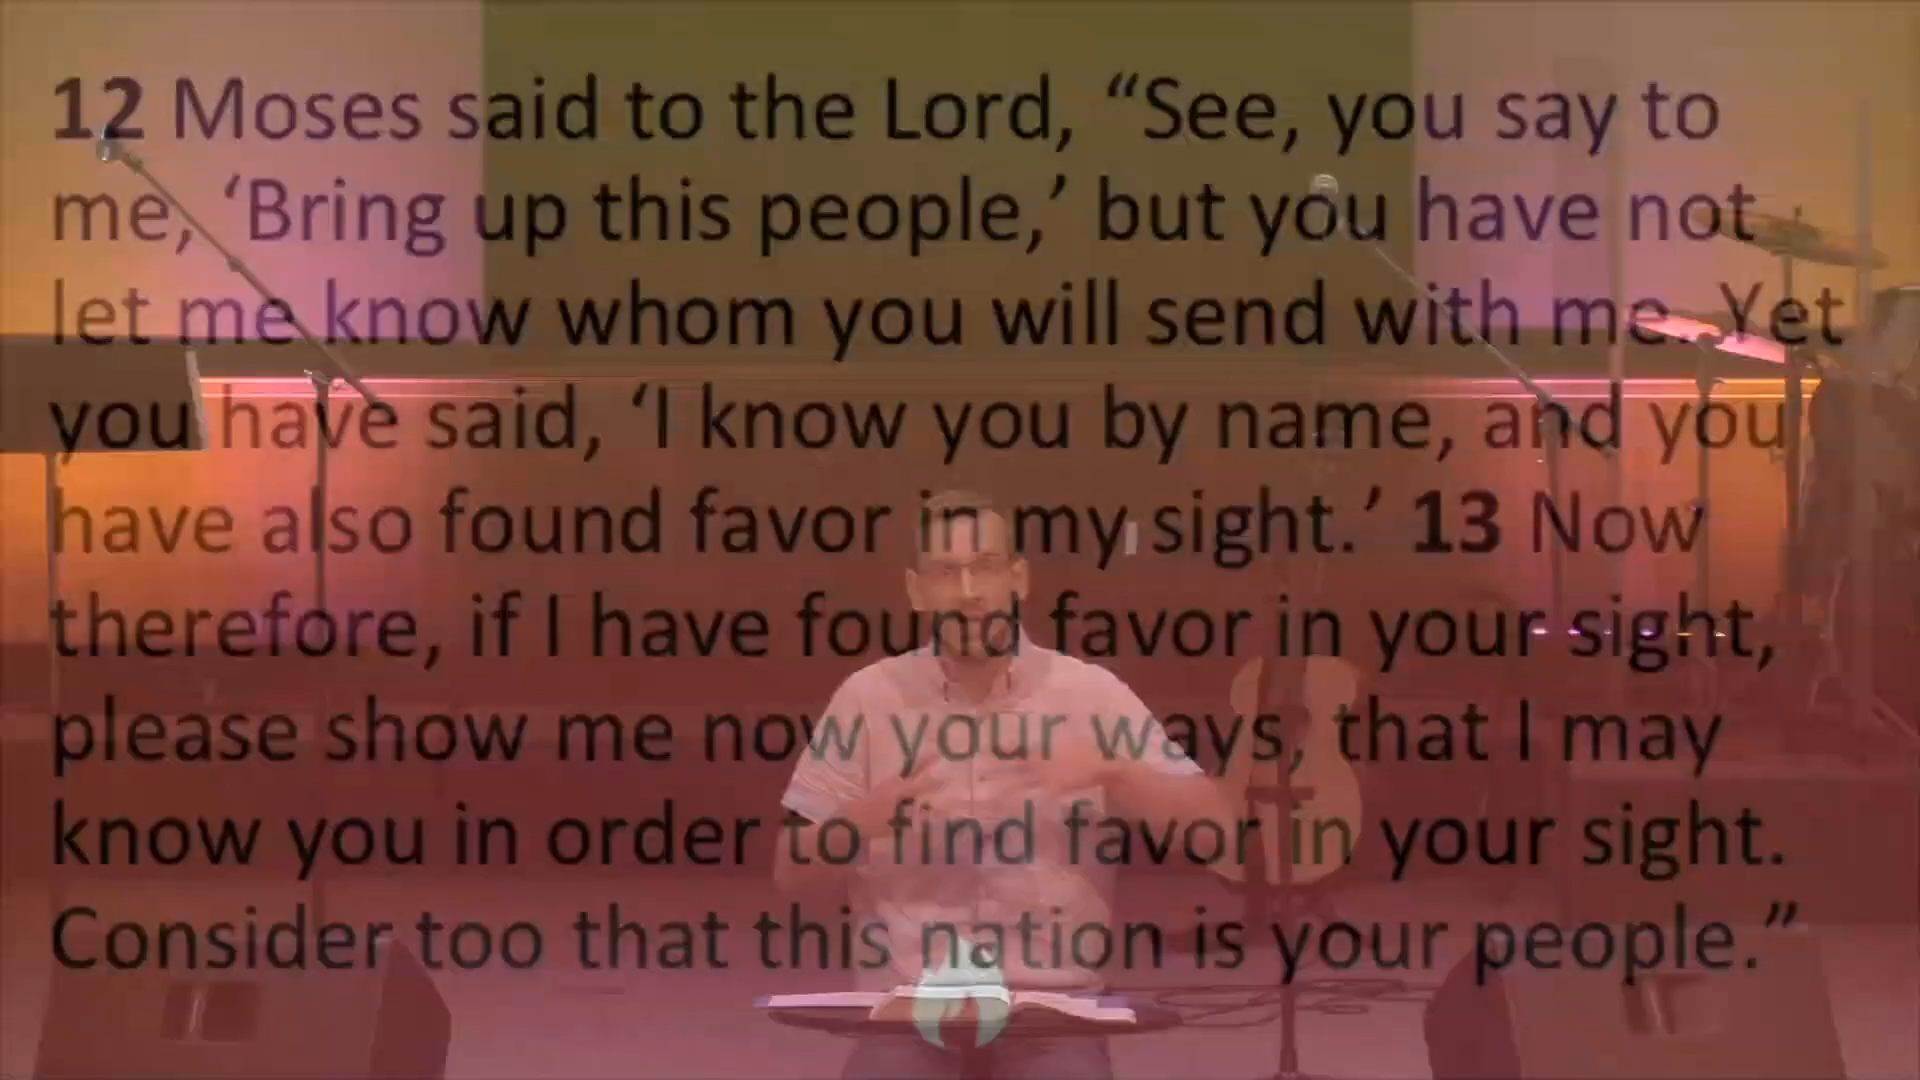 12 Moses said to the Lord, “See, you say to
me, ‘Bring up this people,’ but you have not
let me know whom you will send with me. Yet
you have said, ‘I know you by name, and you
have also found favor in my sight.’ 13 Now
therefore, if I have found favor in your sight,
please show me now your ways, that I may
know you in order to find favor in your sight.
Consider too that this nation is your people.”